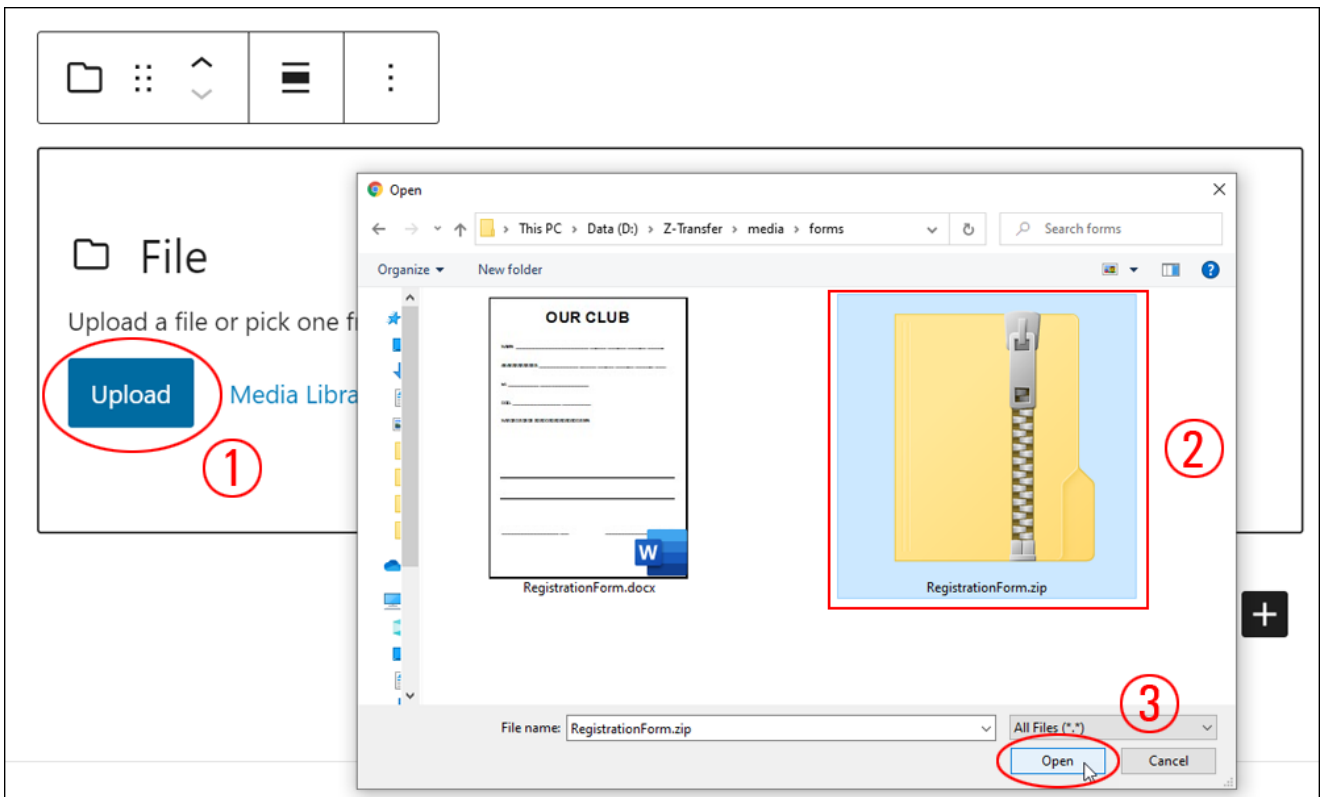 File
Upload a file or pick one
Upload
Media Libra
1
Open
This PC > Data (D:) > Z-Transfer > media > forms
Search forms
Organize
New folder
?
OUR CLUB
W
RegistrationForm.docx
RegistrationForm.zip
2
3
File name:
RegistrationForm.zip
All Files (*.*)
Open
Cancel